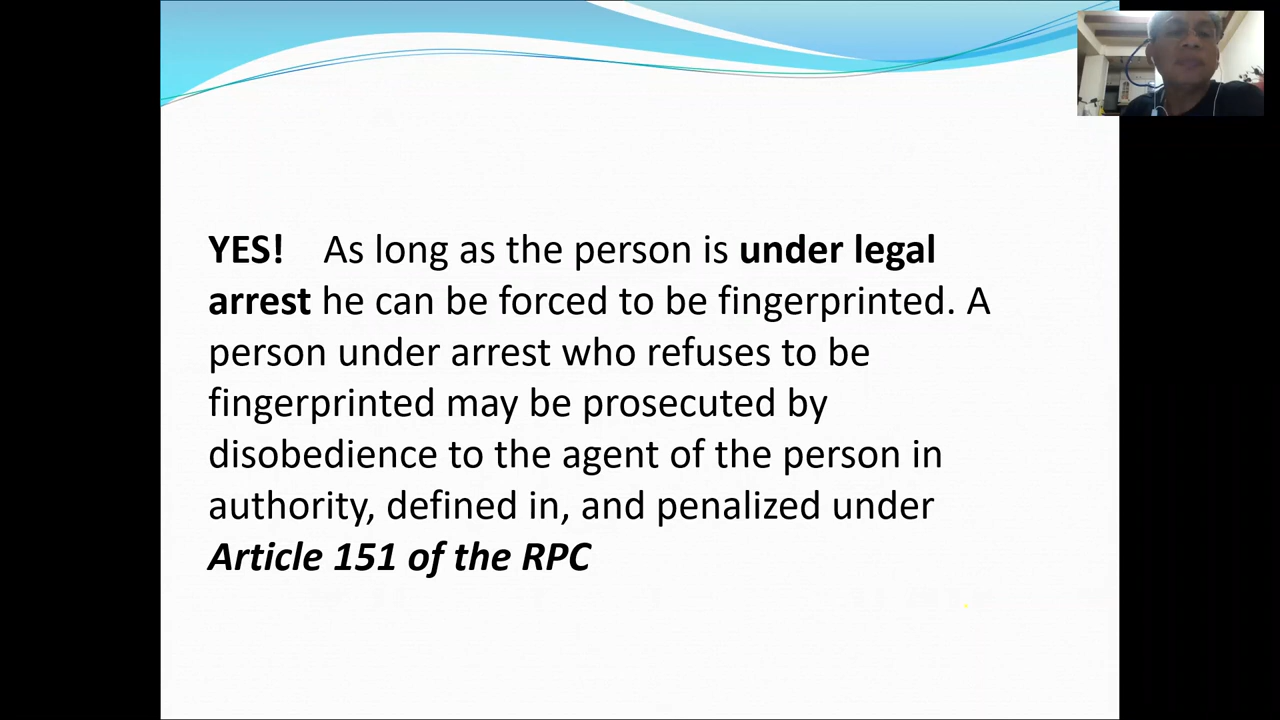 YES! As long as the person is under legal
arrest he can be forced to be fingerprinted. A
person under arrest who refuses to be
fingerprinted may be prosecuted by
disobedience to the agent of the person in
authority, defined in, and penalized under
Article 151 of the RPC